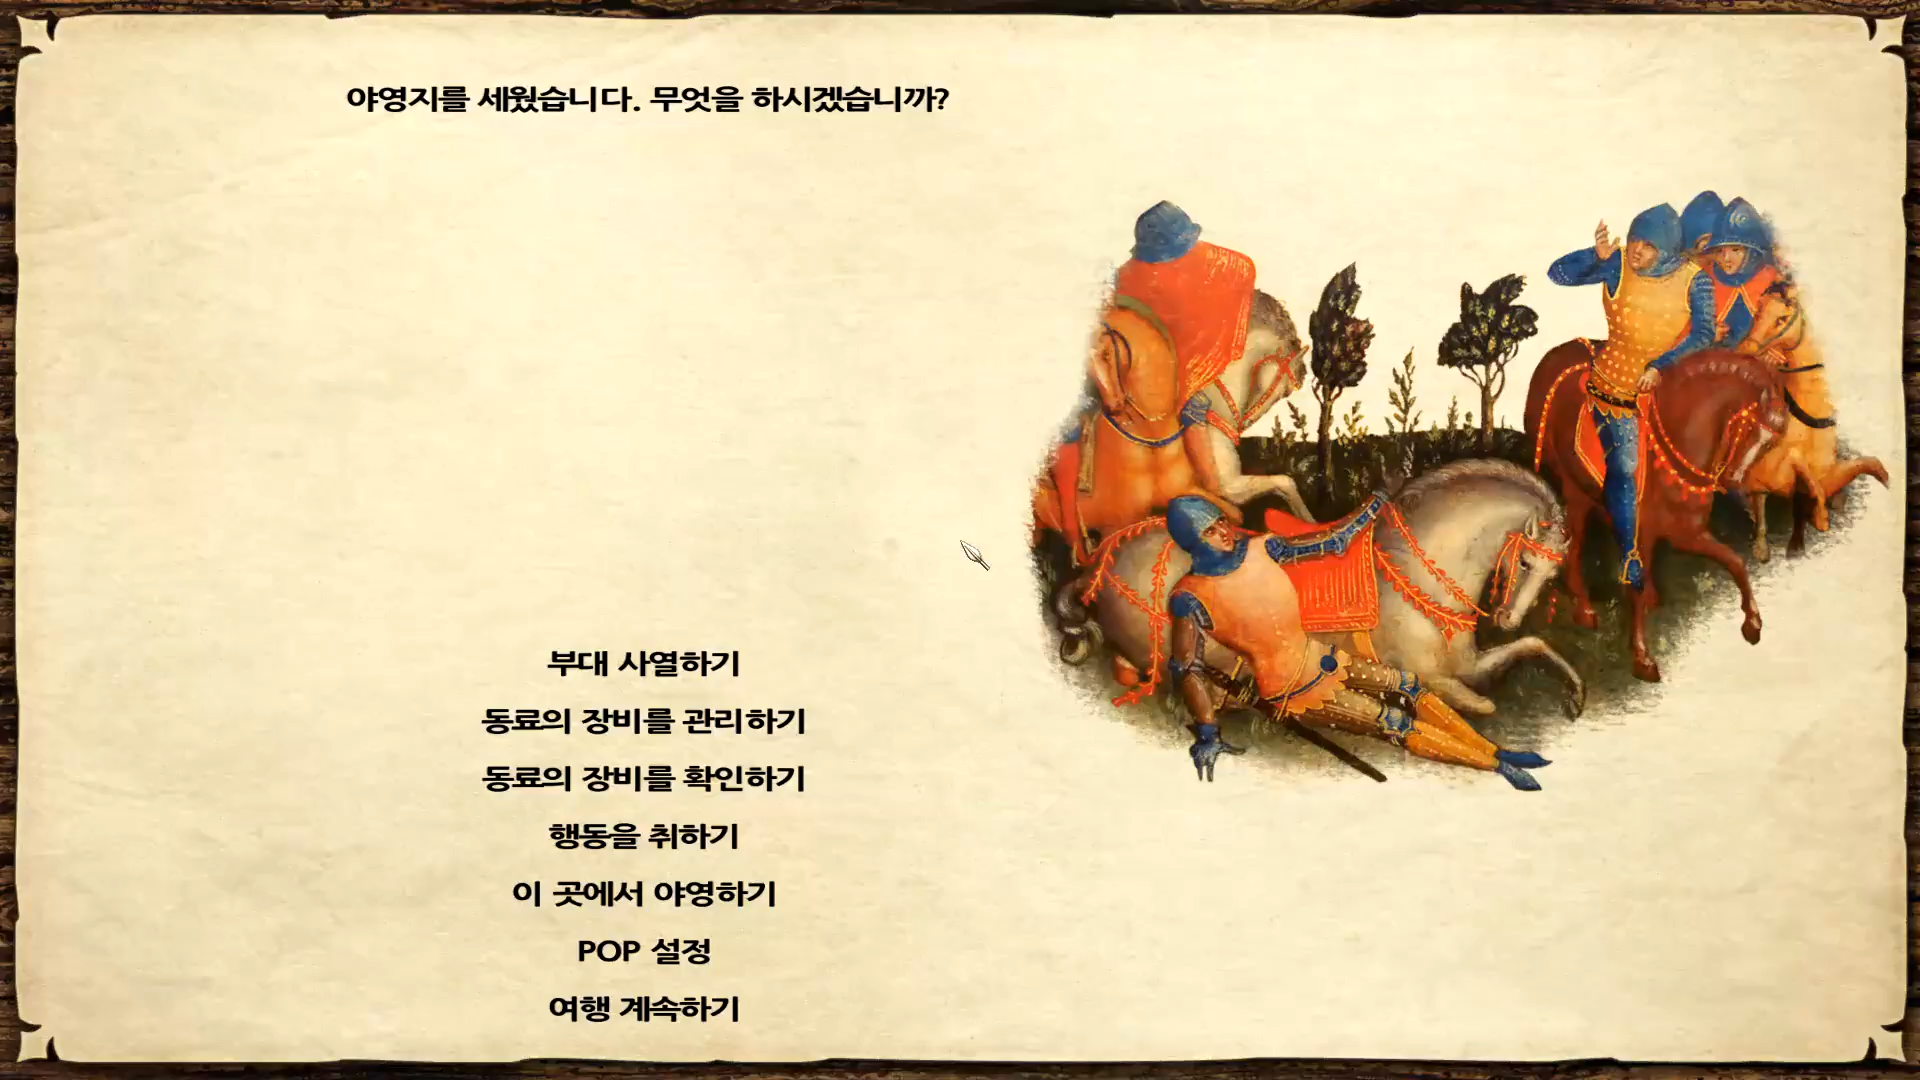 야영지를 세웠습니다. 무엇을 하시겠습니까?
부대 사열하기
동료의 장비를 관리하기
동료의 장비를 확인하기
행동을 취하기
이 곳에서 야영하기
POP 설정
여행 계속하기